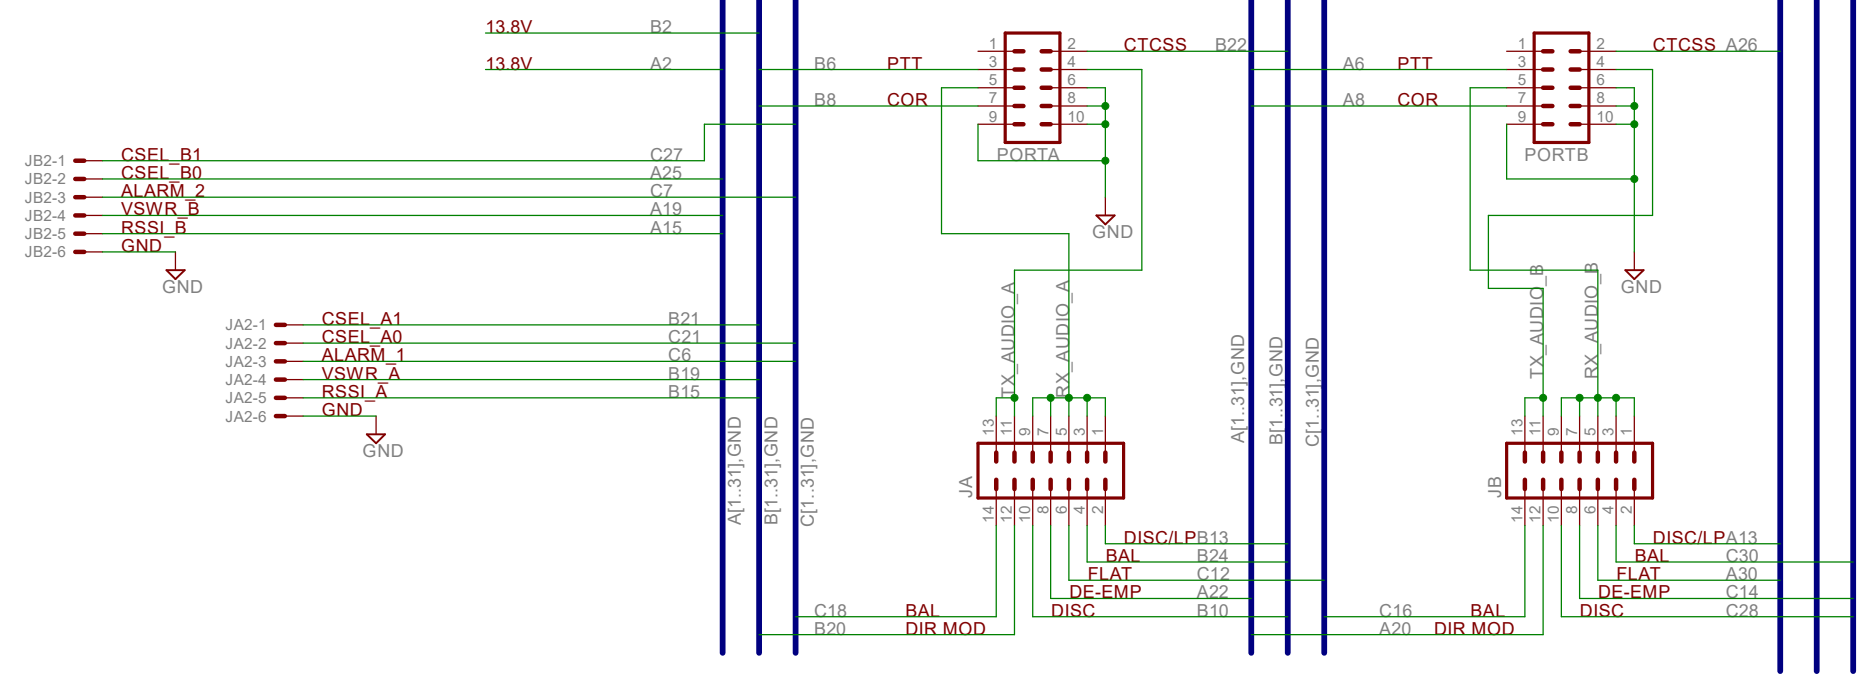 13.8V B2
13.8V A2
JB2-1 CSEL_B1 C27
JB2-2 CSEL_B0 A25
JB2-3 ALARM_2 C7
JB2-4 VSWR_B A19
JB2-5 RSSI_B A15
JB2-6 GND
GND
JA2-1 CSEL_A1 B21
JA2-2 CSEL_A0 C21
JA2-3 ALARM_1 C6
JA2-4 VSWR_A B19
JA2-5 RSSI_A B15
JA2-6 GND
GND
A[1..31],GND
B[1..31],GND
C[1..31],GND
1 2 CTCSS B22
B6 PTT 3 4
5 6
B8 COR 7 8
9 10
PORTA
GND
TX_AUDIO_A
RX_AUDIO_A
13 11 9 7 5 3 1
JA
14 12 10 8 6 4 2
DISC/LP B13
BAL B24
FLAT C12
DE-EMP A22
C18 BAL DISC B10
B20 DIR MOD
A[1..31],GND
B[1..31],GND
C[1..31],GND
1 2 CTCSS A26
A6 PTT 3 4
5 6
A8 COR 7 8
9 10
PORTB
GND
TX_AUDIO_B
RX_AUDIO_B
13 11 9 7 5 3 1
JB
14 12 10 8 6 4 2
DISC/LP A13
BAL C30
FLAT A30
DE-EMP C14
C16 BAL DISC C28
A20 DIR MOD